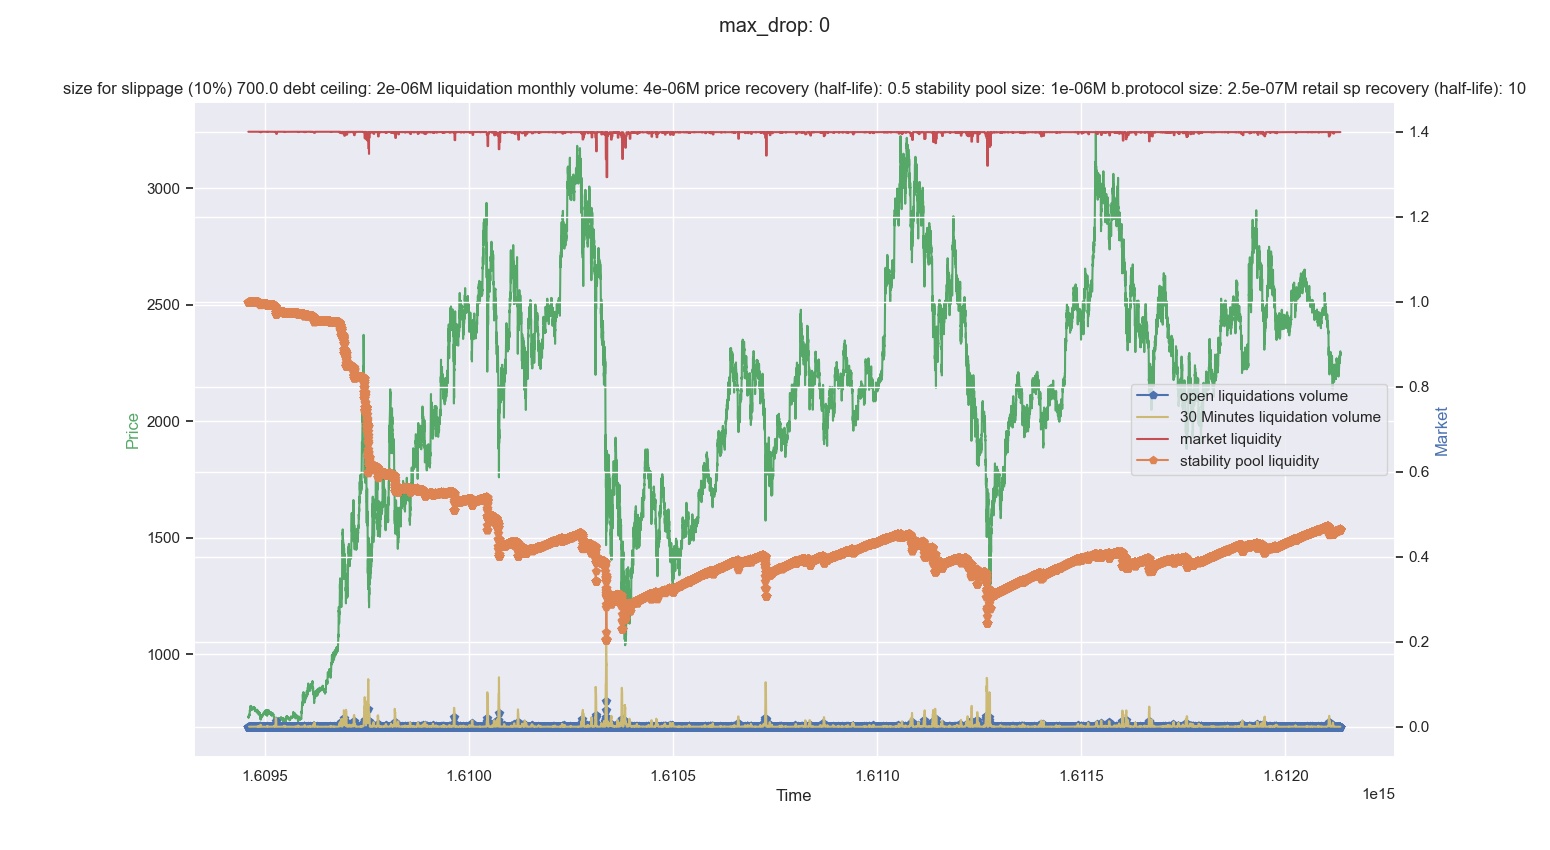 max_drop: 0
size for slippage (10%) 700.0 debt ceiling: 2e-06M liquidation monthly volume: 4e-06M price recovery (half-life): 0.5 stability pool size: 1e-06M b.protocol size: 2.5e-07M retail sp recovery (half-life): 10
3000
2500
2000
1500
1000
Price
1.4
1.2
1.0
0.8
0.6
0.4
0.2
0.0
Market
open liquidations volume
30 Minutes liquidation volume
market liquidity
stability pool liquidity
1.6095 1.6100 1.6105 1.6110 1.6115 1.6120
Time
1e15